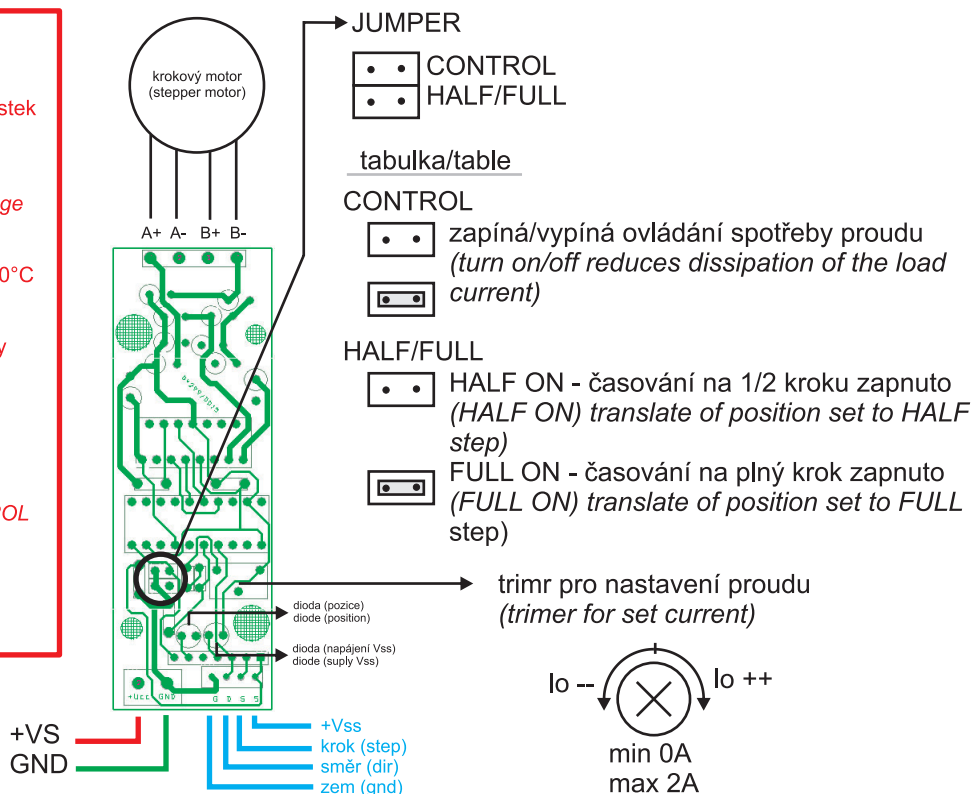 stek
ge
0°C
y
OL
krokový motor
(stepper motor)
A+ A- B+ B-
JUMPER
CONTROL
HALF/FULL
tabulka/table
CONTROL
zapíná/vypíná ovládání spotřeby proudu
(turn on/off reduces dissipation of the load
current)
HALF/FULL
HALF ON - časování na 1/2 kroku zapnuto
(HALF ON) translate of position set to HALF
step)
FULL ON - časování na plný krok zapnuto
(FULL ON) translate of position set to FULL
step)
trimr pro nastavení proudu
(trimer for set current)
dioda (pozice)
diode (position)
dioda (napájení Vss)
diode (suply Vss)
Io -- Io ++
min 0A
max 2A
+Ucc GND
G D G S
+VS
GND
+Vss
krok (step)
směr (dir)
zem (gnd)